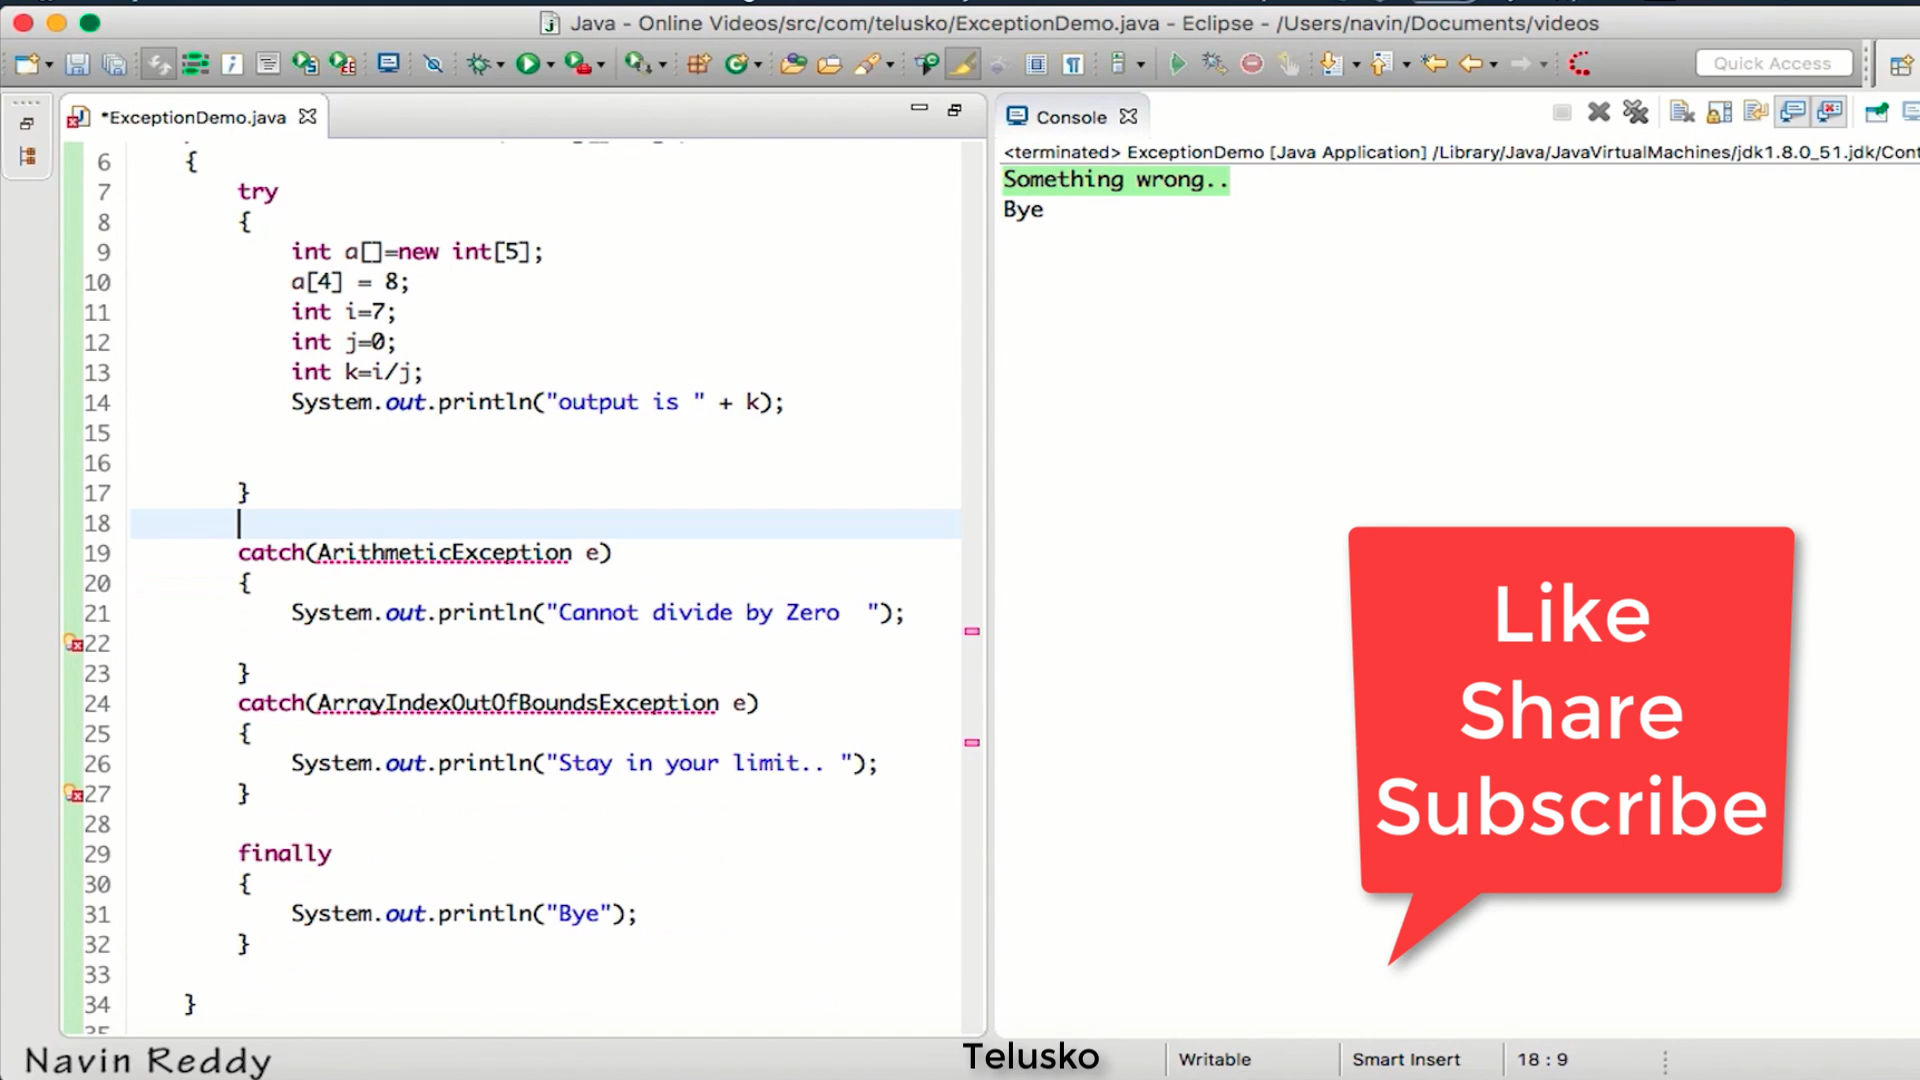 Java - Online Videos/src/com/telusko/ExceptionDemo.java - Eclipse - /Users/navin/Documents/videos
Quick Access
*ExceptionDemo.java
6 {
7 try
8 {
9 int a[]=new int[5];
10 a[4] = 8;
11 int i=7;
12 int j=0;
13 int k=i/j;
14 System.out.println("output is " + k);
15
16
17 }
18
19 catch(ArithmeticException e)
20 {
21 System.out.println("Cannot divide by Zero  ");
22
23 }
24 catch(ArrayIndexOutOfBoundsException e)
25 {
26 System.out.println("Stay in your limit.. ");
27 }
28
29 finally
30 {
31 System.out.println("Bye");
32 }
33
34 }
Console
<terminated> ExceptionDemo [Java Application] /Library/Java/JavaVirtualMachines/jdk1.8.0_51.jdk/Cont
Something wrong..
Bye
Like
Share
Subscribe
Navin Reddy
Telusko
Writable
Smart Insert
18 : 9